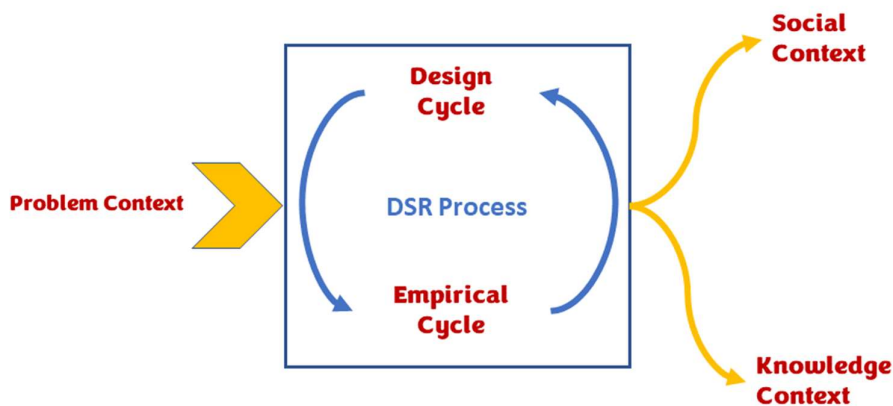 Social
Context
Design
Cycle
Problem Context
DSR Process
Empirical
Cycle
Knowledge
Context